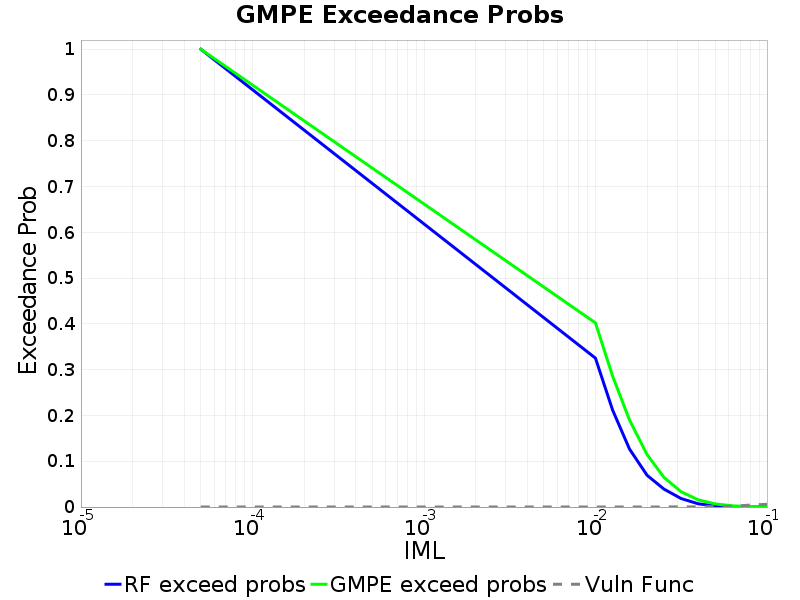 GMPE Exceedance Probs
Exceedance Prob
1
0.9
0.8
0.7
0.6
0.5
0.4
0.3
0.2
0.1
0
10-5 10-4 10-3 10-2 10-1
IML
RF exceed probs GMPE exceed probs Vuln Func